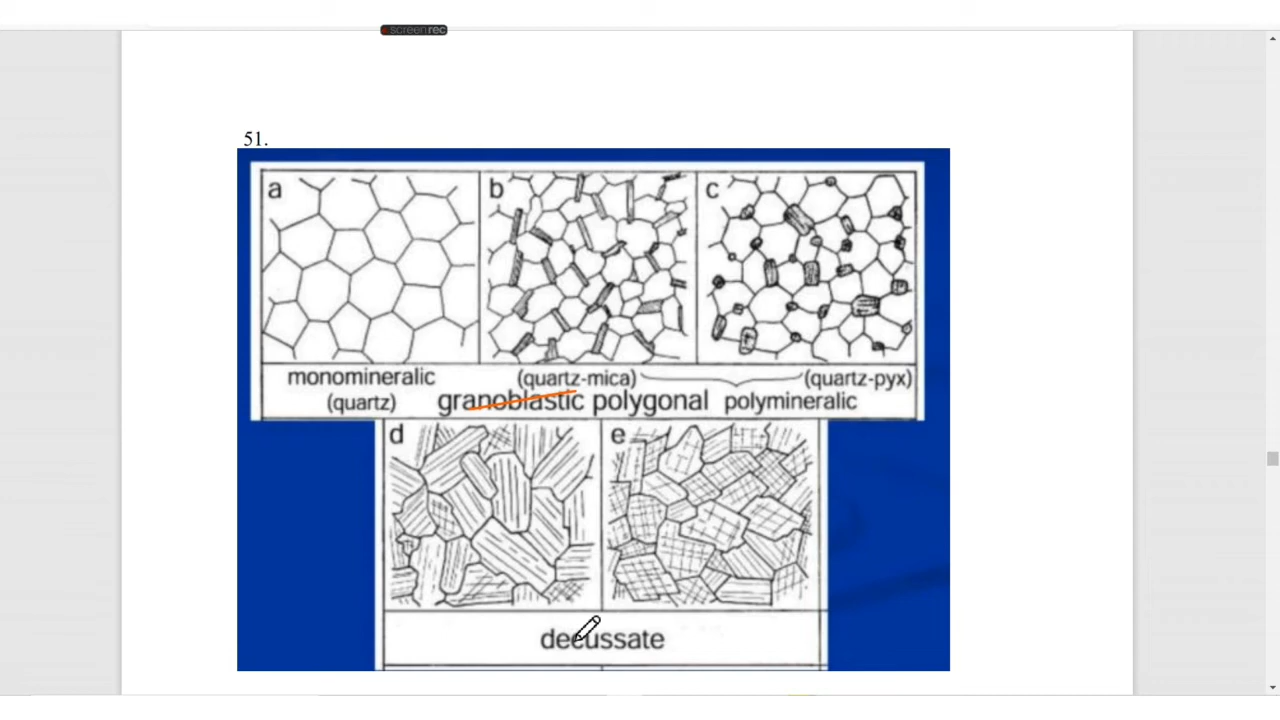 screenrec
51.
a
b
c
monomineralic
(quartz)
(quartz-mica)
(quartz-pyx)
granoblastic polygonal
polymineralic
d
e
decussate